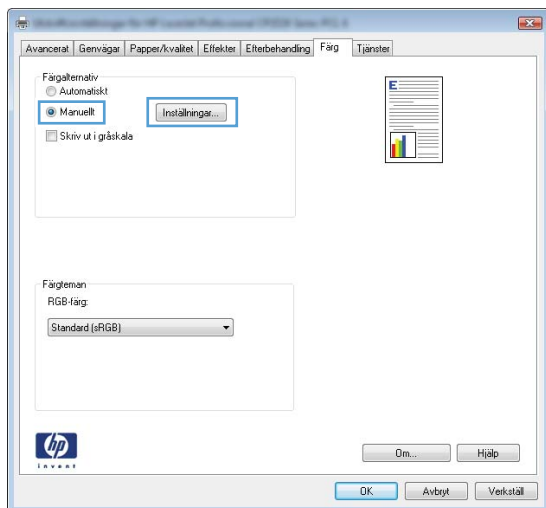 Avancerat Genvägar Papper/kvalitet Effekter Efterbehandling Färg Tjänster
Färgalternativ
Automatiskt
Manuellt Inställningar...
Skriv ut i gråskala
E
Färgteman
RGB-färg:
Standard (sRGB)
hp
invent
Om... Hjälp
OK Avbryt Verkställ